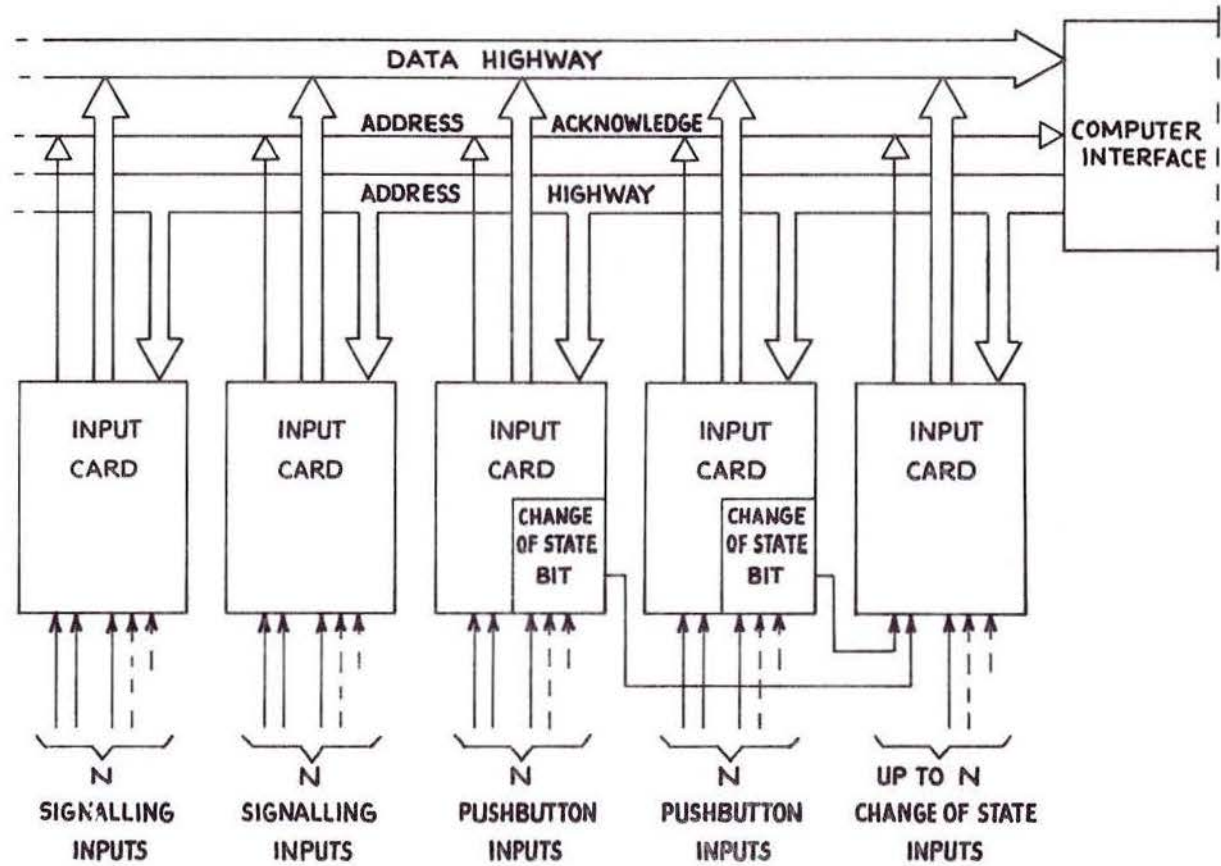 DATA HIGHWAY
ADDRESS ACKNOWLEDGE
COMPUTER
INTERFACE
ADDRESS HIGHWAY
INPUT
CARD
INPUT
CARD
INPUT
CARD
CHANGE
OF STATE
BIT
INPUT
CARD
CHANGE
OF STATE
BIT
INPUT
CARD
N
SIGNALLING
INPUTS
N
SIGNALLING
INPUTS
N
PUSHBUTTON
INPUTS
N
PUSHBUTTON
INPUTS
UP TO N
CHANGE OF STATE
INPUTS